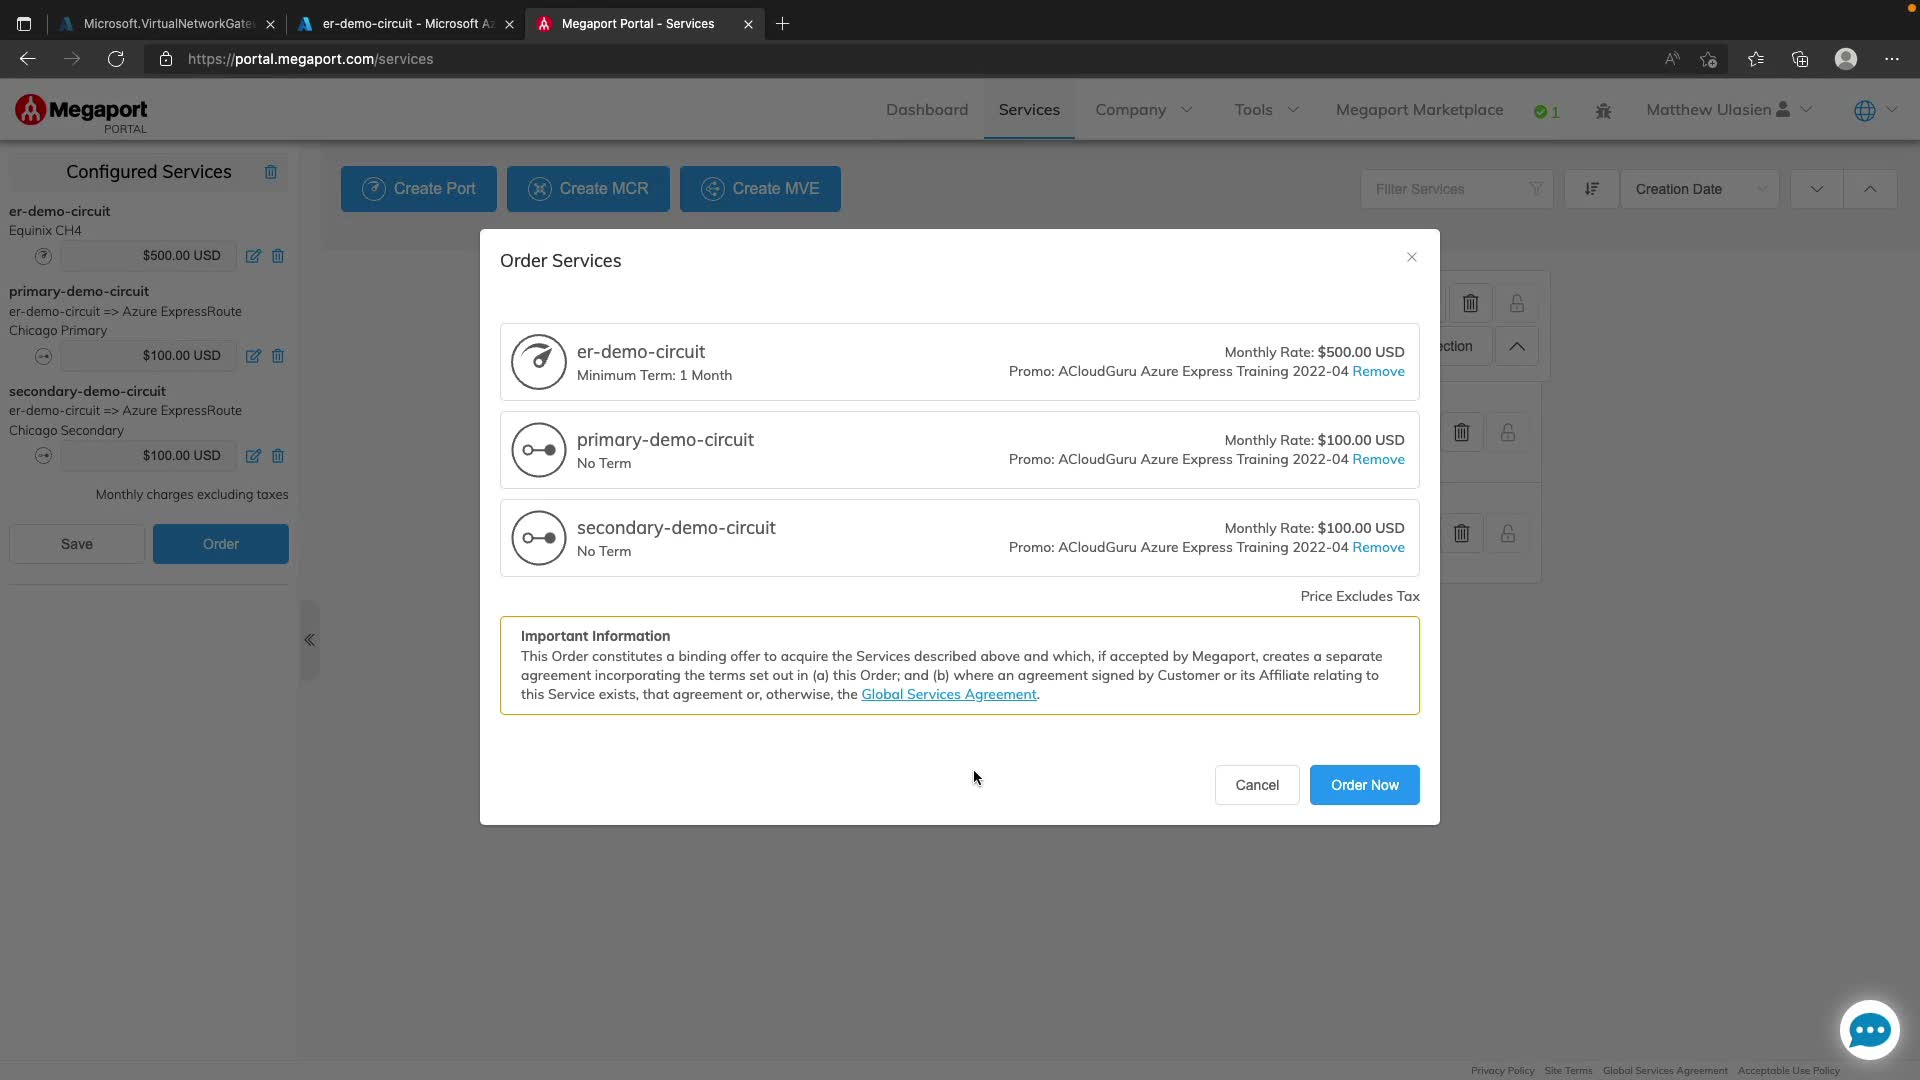 Microsoft.VirtualNetworkGate
er-demo-circuit - Microsoft Az
Megaport Portal - Services
https://portal.megaport.com/services
Megaport
PORTAL
Dashboard
Services
Company
Tools
Megaport Marketplace
1
Matthew Ulasien
Configured Services
er-demo-circuit
Equinix CH4
$500.00 USD
primary-demo-circuit
er-demo-circuit => Azure ExpressRoute
Chicago Primary
$100.00 USD
secondary-demo-circuit
er-demo-circuit => Azure ExpressRoute
Chicago Secondary
$100.00 USD
Monthly charges excluding taxes
Save
Order
Create Port
Create MCR
Create MVE
Filter Services
Creation Date
ection
Order Services
er-demo-circuit
Minimum Term: 1 Month
Monthly Rate: $500.00 USD
Promo: ACloudGuru Azure Express Training 2022-04 Remove
primary-demo-circuit
No Term
Monthly Rate: $100.00 USD
Promo: ACloudGuru Azure Express Training 2022-04 Remove
secondary-demo-circuit
No Term
Monthly Rate: $100.00 USD
Promo: ACloudGuru Azure Express Training 2022-04 Remove
Price Excludes Tax
Important Information
This Order constitutes a binding offer to acquire the Services described above and which, if accepted by Megaport, creates a separate
agreement incorporating the terms set out in (a) this Order; and (b) where an agreement signed by Customer or its Affiliate relating to
this Service exists, that agreement or, otherwise, the Global Services Agreement.
Cancel
Order Now
Privacy Policy
Site Terms
Global Services Agreement
Acceptable Use Policy